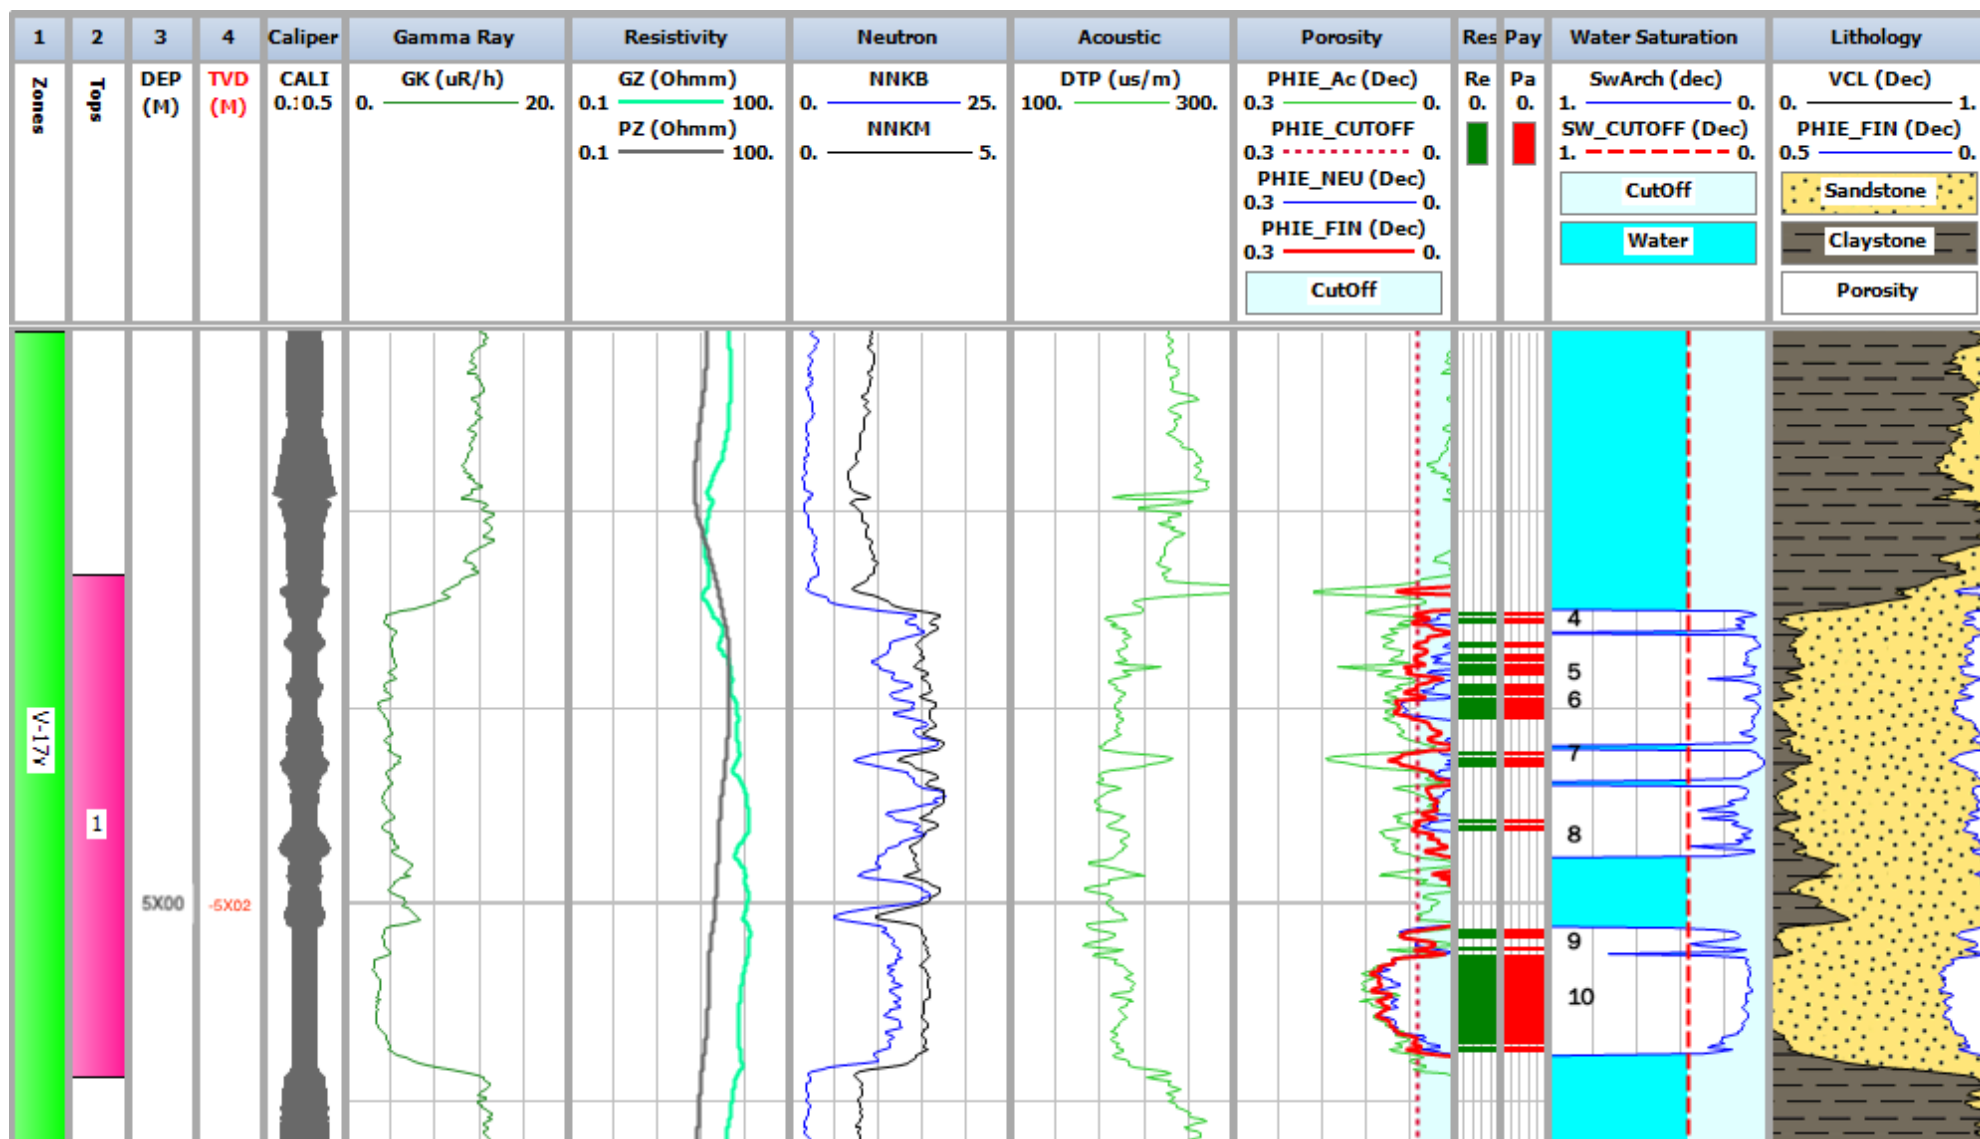 1 2 3 4 Caliper Gamma Ray Resistivity Neutron Acoustic Porosity Res Pay Water Saturation Lithology
Zones Tops DEP TVD CALI GK (uR/h) GZ (Ohmm) NNKB DTP (us/m) PHIE_Ac (Dec) Re Pa SwArch (dec) VCL (Dec)
(M) (M) 0.: 0.5 0. 20. 0.1 100. 0. 25. 100. 300. 0.3 0. 0. 0. 1. 0. 0. 1.
PZ (Ohmm) NNKM PHIE_CUTOFF SW_CUTOFF (Dec) PHIE_FIN (Dec)
0.1 100. 0. 5. 0.3 0. 1. 0. 0.5 0.
PHIE_NEU (Dec) CutOff Sandstone
0.3 0.
PHIE_FIN (Dec) Water Claystone
0.3 0.
CutOff Porosity
4
5
6
V-17y
7
1
8
5X00 -5X02
9
10